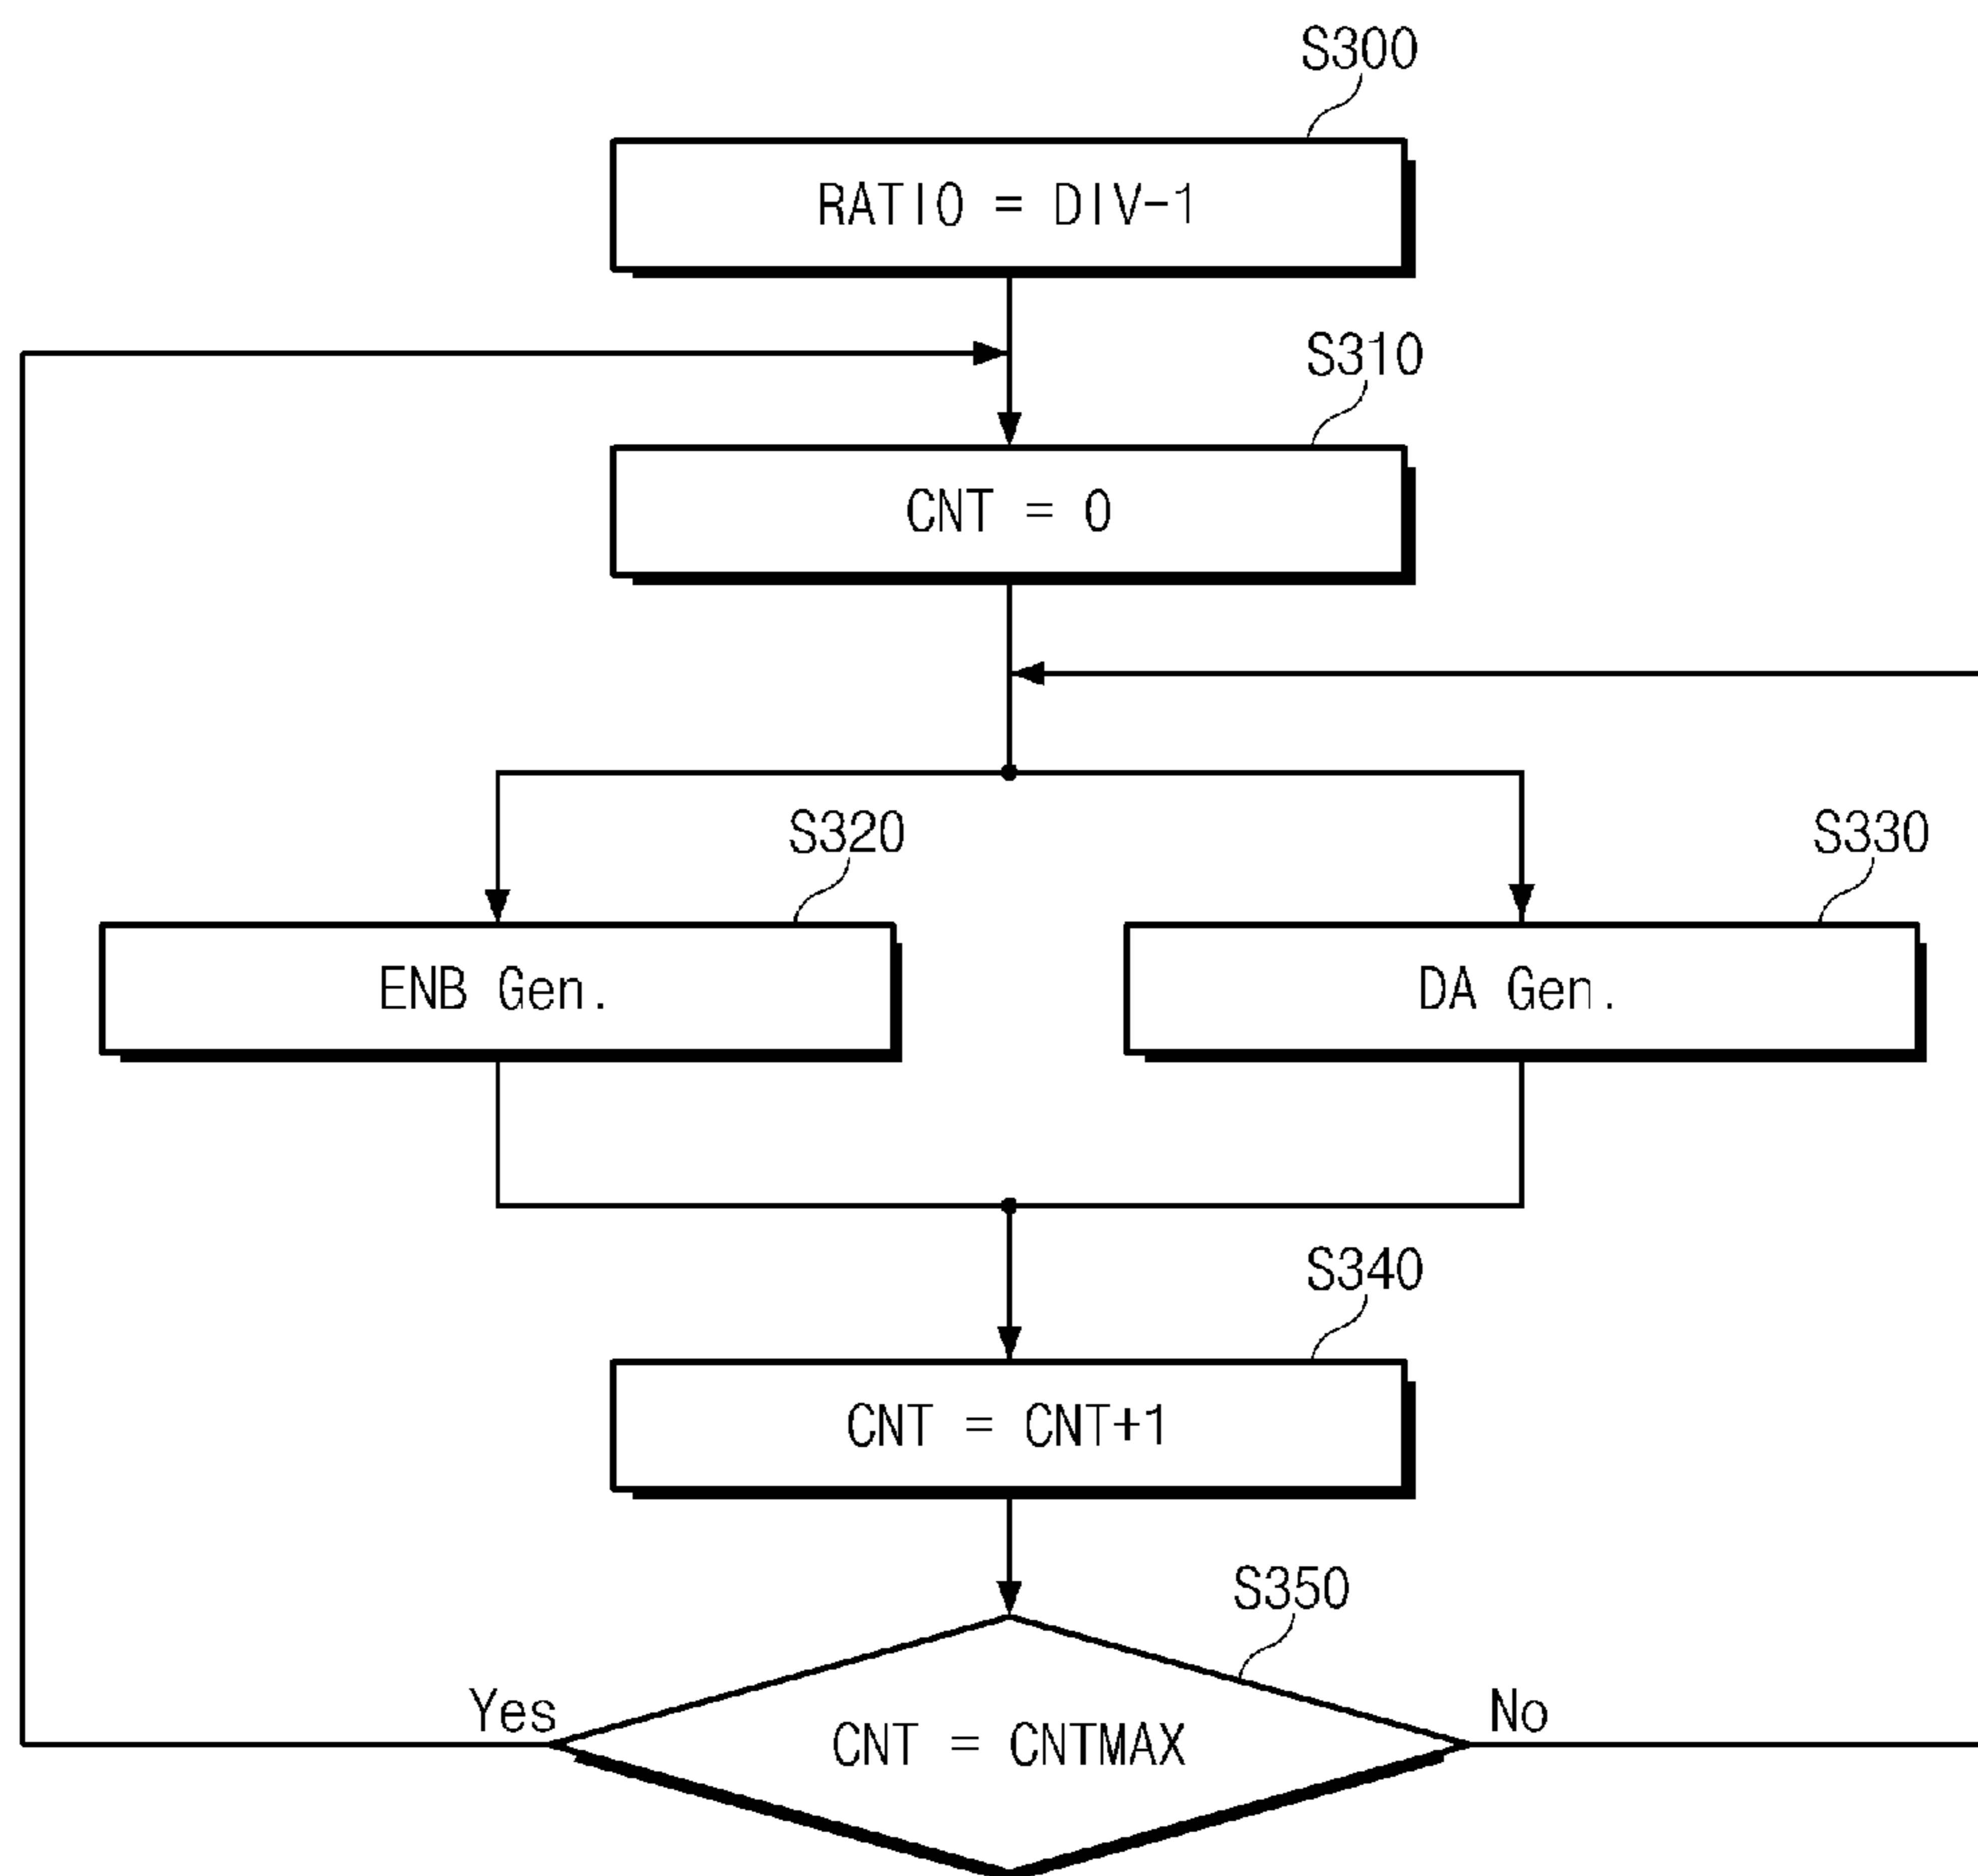 S300
RATIO = DIV-1
S310
CNT = 0
S320
S330
ENB Gen.
DA Gen.
S340
CNT = CNT+1
S350
Yes
No
CNT = CNTMAX